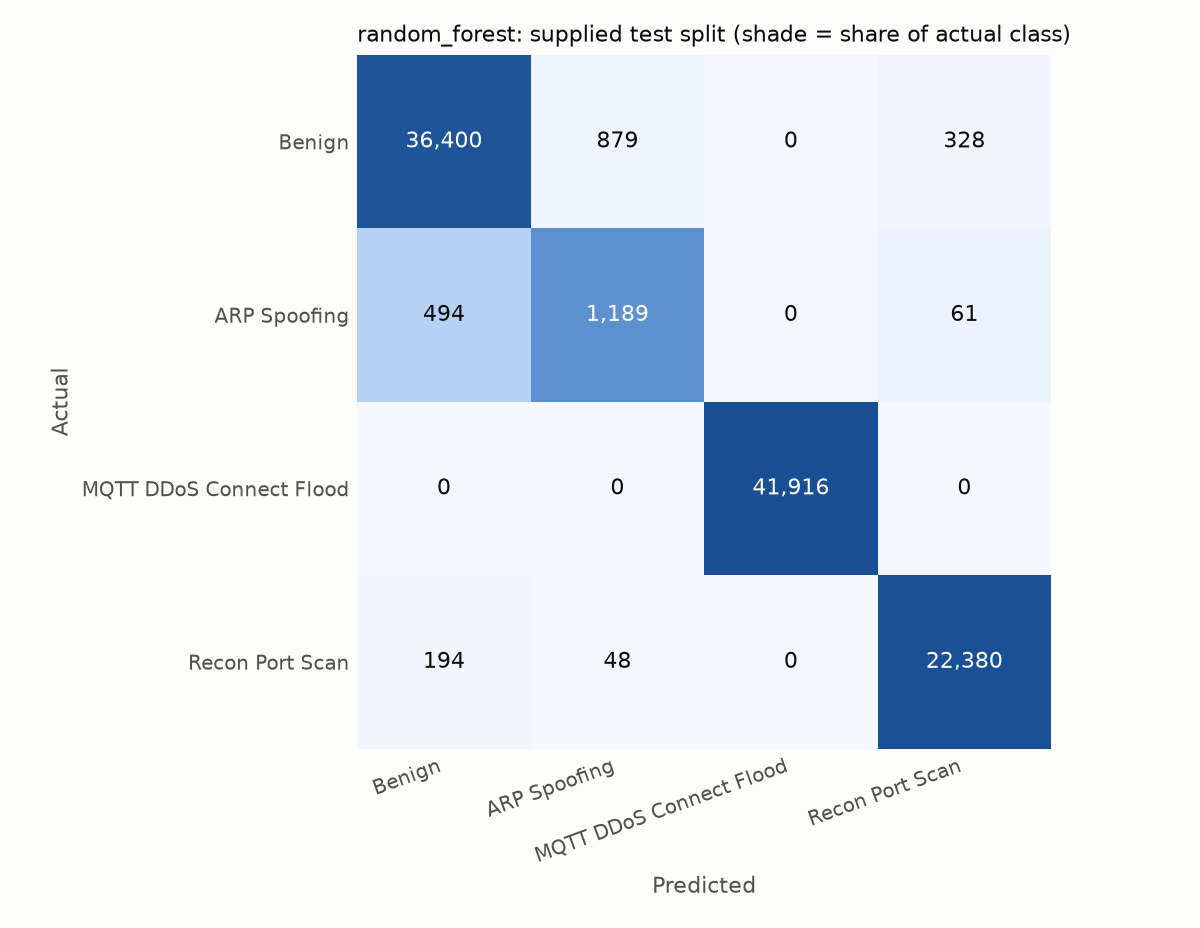 random_forest: supplied test split (shade = share of actual class)
Benign 36,400 879 0 328
ARP Spoofing 494 1,189 0 61
Actual
MQTT DDoS Connect Flood 0 0 41,916 0
Recon Port Scan 194 48 0 22,380
Benign ARP Spoofing MQTT DDoS Connect Flood Recon Port Scan
Predicted